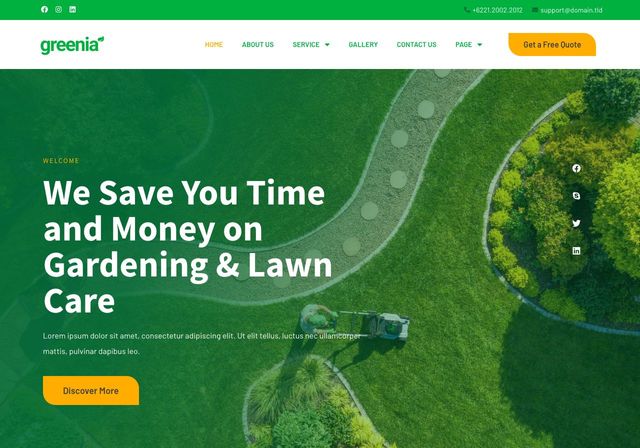 +6221.2002.2012 support@domain.tld
greenia
HOME ABOUT US SERVICE GALLERY CONTACT US PAGE Get a Free Quote
WELCOME
We Save You Time
and Money on
Gardening & Lawn
Care
Lorem ipsum dolor sit amet, consectetur adipiscing elit. Ut elit tellus, luctus nec ullamcorper
mattis, pulvinar dapibus leo.
Discover More